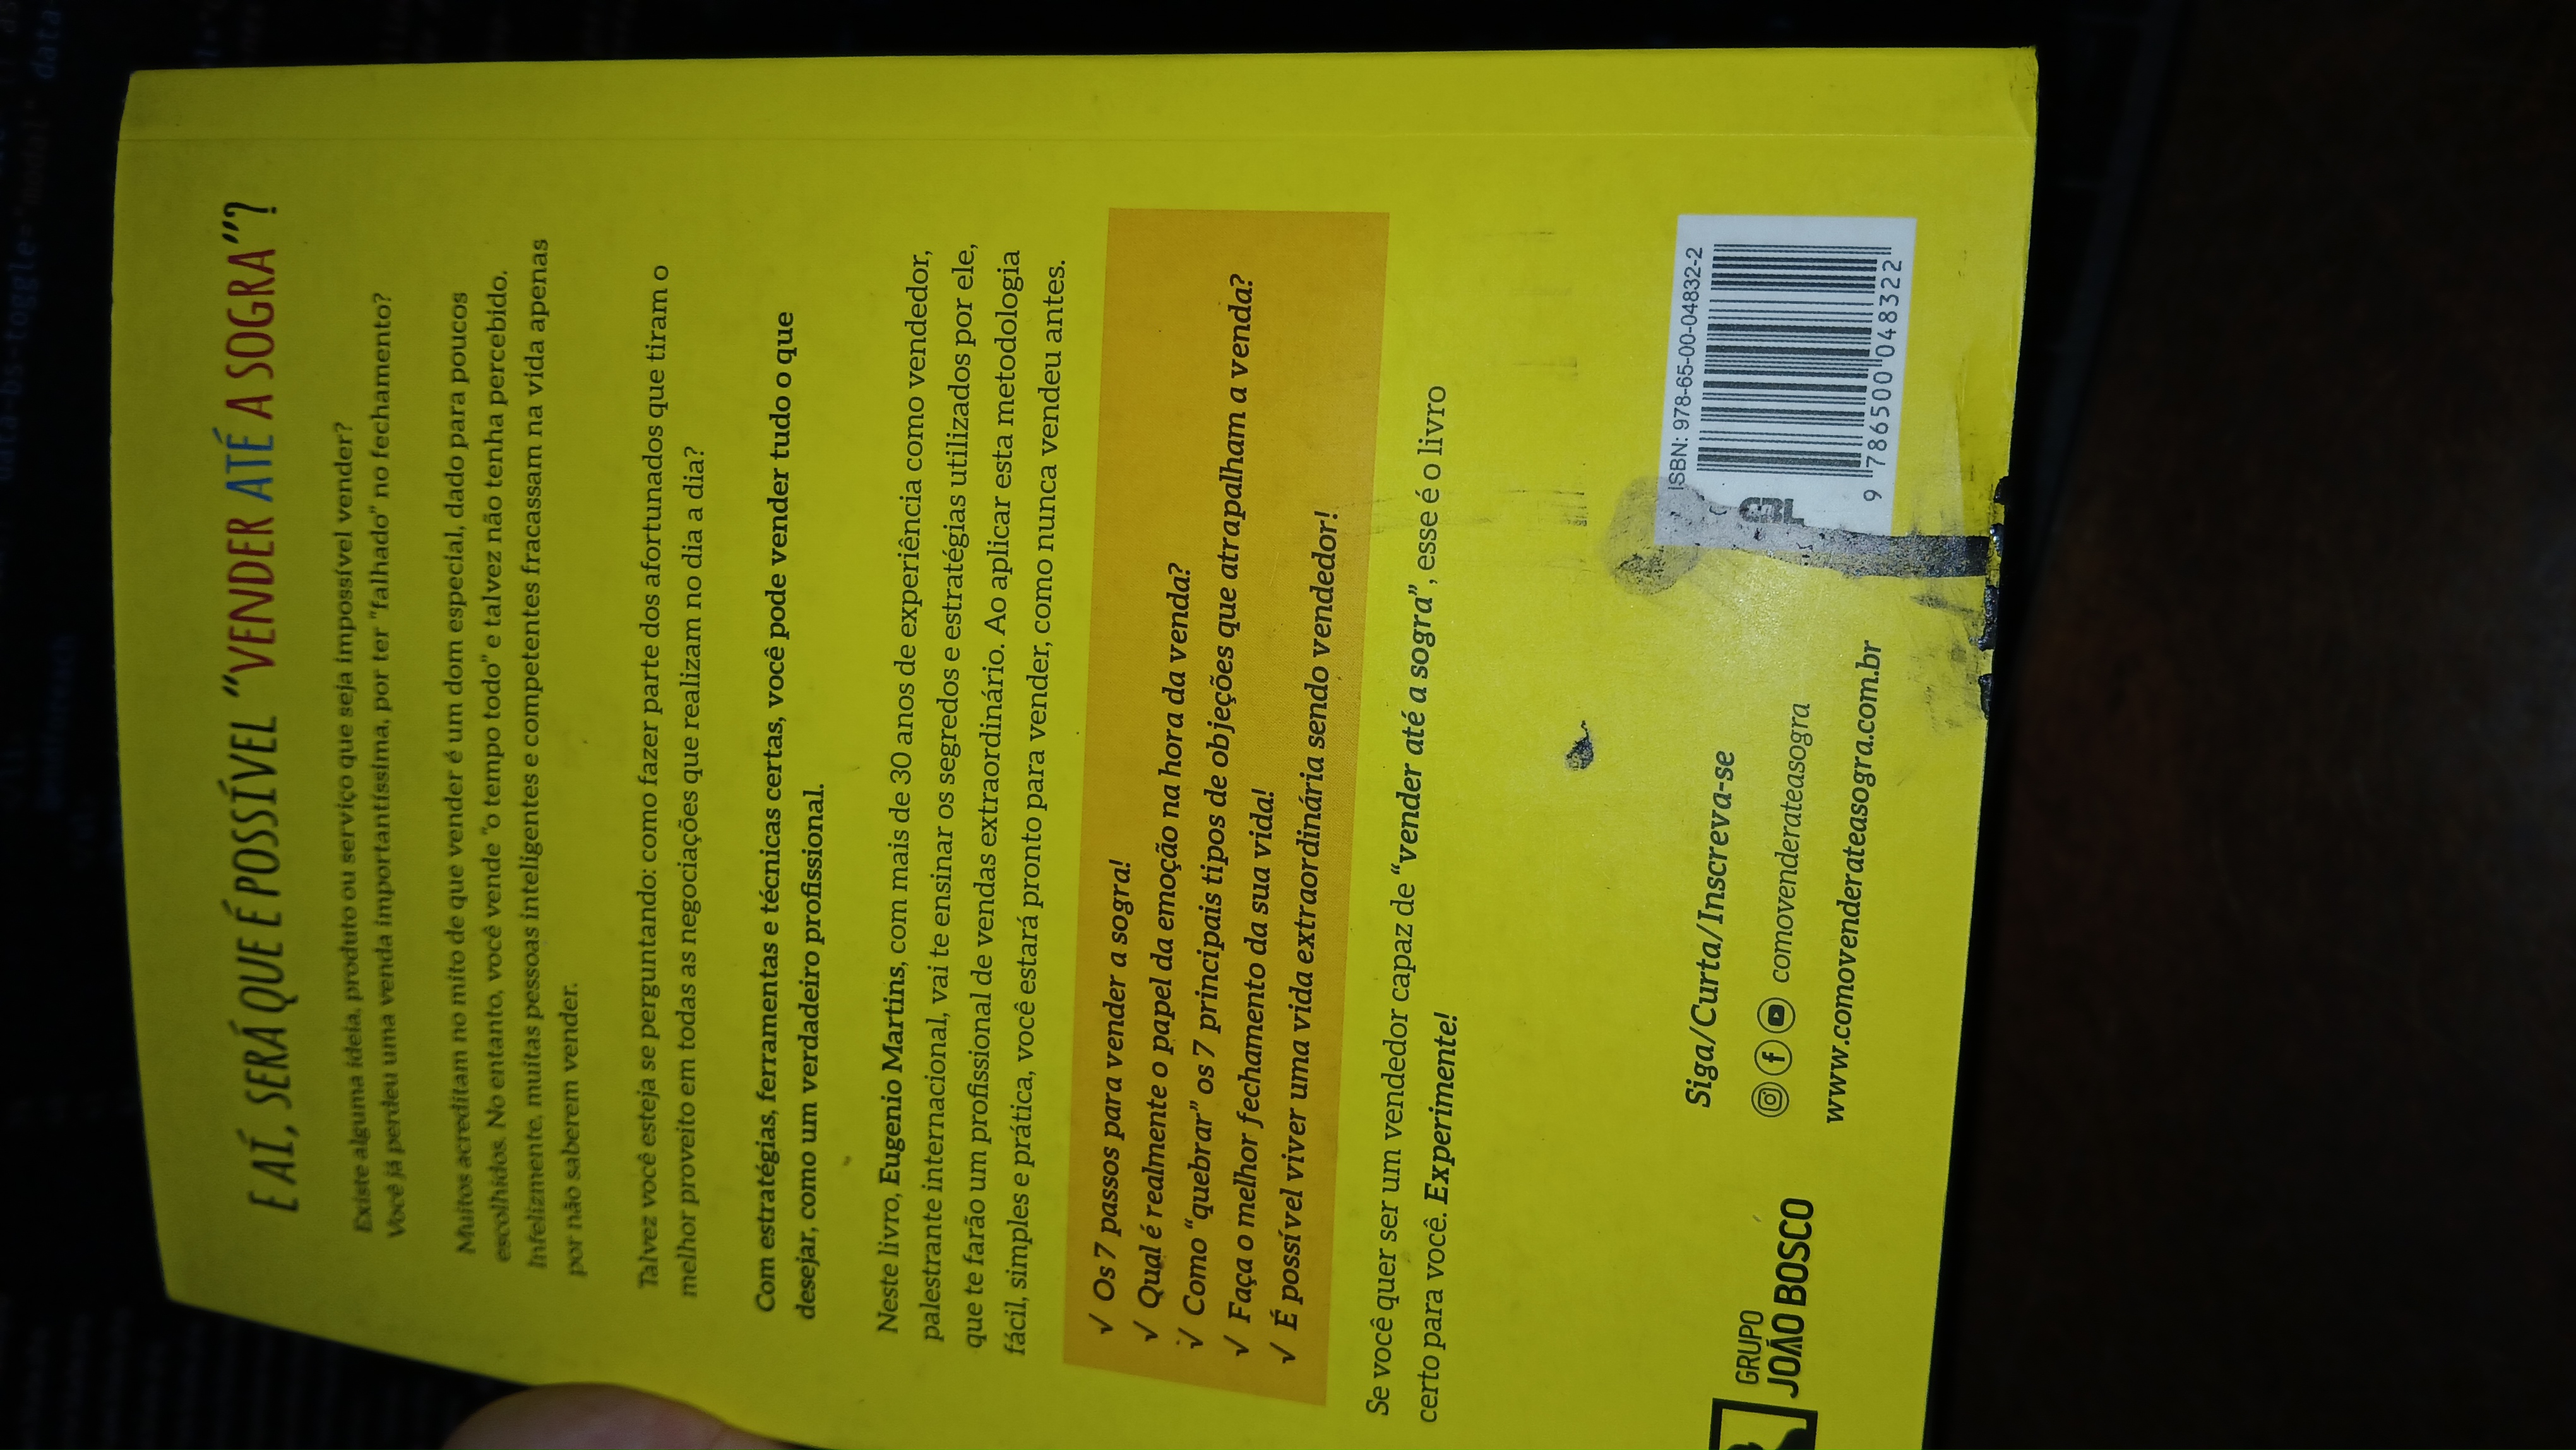 data-bs-toggle="modal" data
@endforeach
E AÍ, SERÁ QUE É POSSÍVEL "VENDER ATÉ A SOGRA"?
Existe alguma ideia, produto ou serviço que seja impossível vender?
Você já perdeu uma venda importantíssima, por ter "falhado" no fechamento?
Muitos acreditam no mito de que vender é um dom especial, dado para poucos
escolhidos. No entanto, você vende "o tempo todo" e talvez não tenha percebido.
Infelizmente, muitas pessoas inteligentes e competentes fracassam na vida apenas
por não saberem vender.
Talvez você esteja se perguntando: como fazer parte dos afortunados que tiram o
melhor proveito em todas as negociações que realizam no dia a dia?
Com estratégias, ferramentas e técnicas certas, você pode vender tudo o que
desejar, como um verdadeiro profissional.
Neste livro, Eugenio Martins, com mais de 30 anos de experiência como vendedor,
palestrante internacional, vai te ensinar os segredos e estratégias utilizados por ele,
que te farão um profissional de vendas extraordinário. Ao aplicar esta metodologia
fácil, simples e prática, você estará pronto para vender, como nunca vendeu antes.
√ Os 7 passos para vender a sogra!
√ Qual é realmente o papel da emoção na hora da venda?
√ Como "quebrar" os 7 principais tipos de objeções que atrapalham a venda?
√ Faça o melhor fechamento da sua vida!
√ É possível viver uma vida extraordinária sendo vendedor!
Se você quer ser um vendedor capaz de "vender até a sogra", esse é o livro
certo para você. Experimente!
GRUPO
JOÃO BOSCO
Siga/Curta/Inscreva-se
comovenderateasogra
www.comovenderateasogra.com.br
ISBN: 978-65-00-04832-2
CBL
9 786500 048322